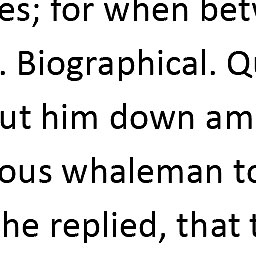 es; for when betw
. Biographical. Qu
ut him down am
ous whaleman to
he replied, that t